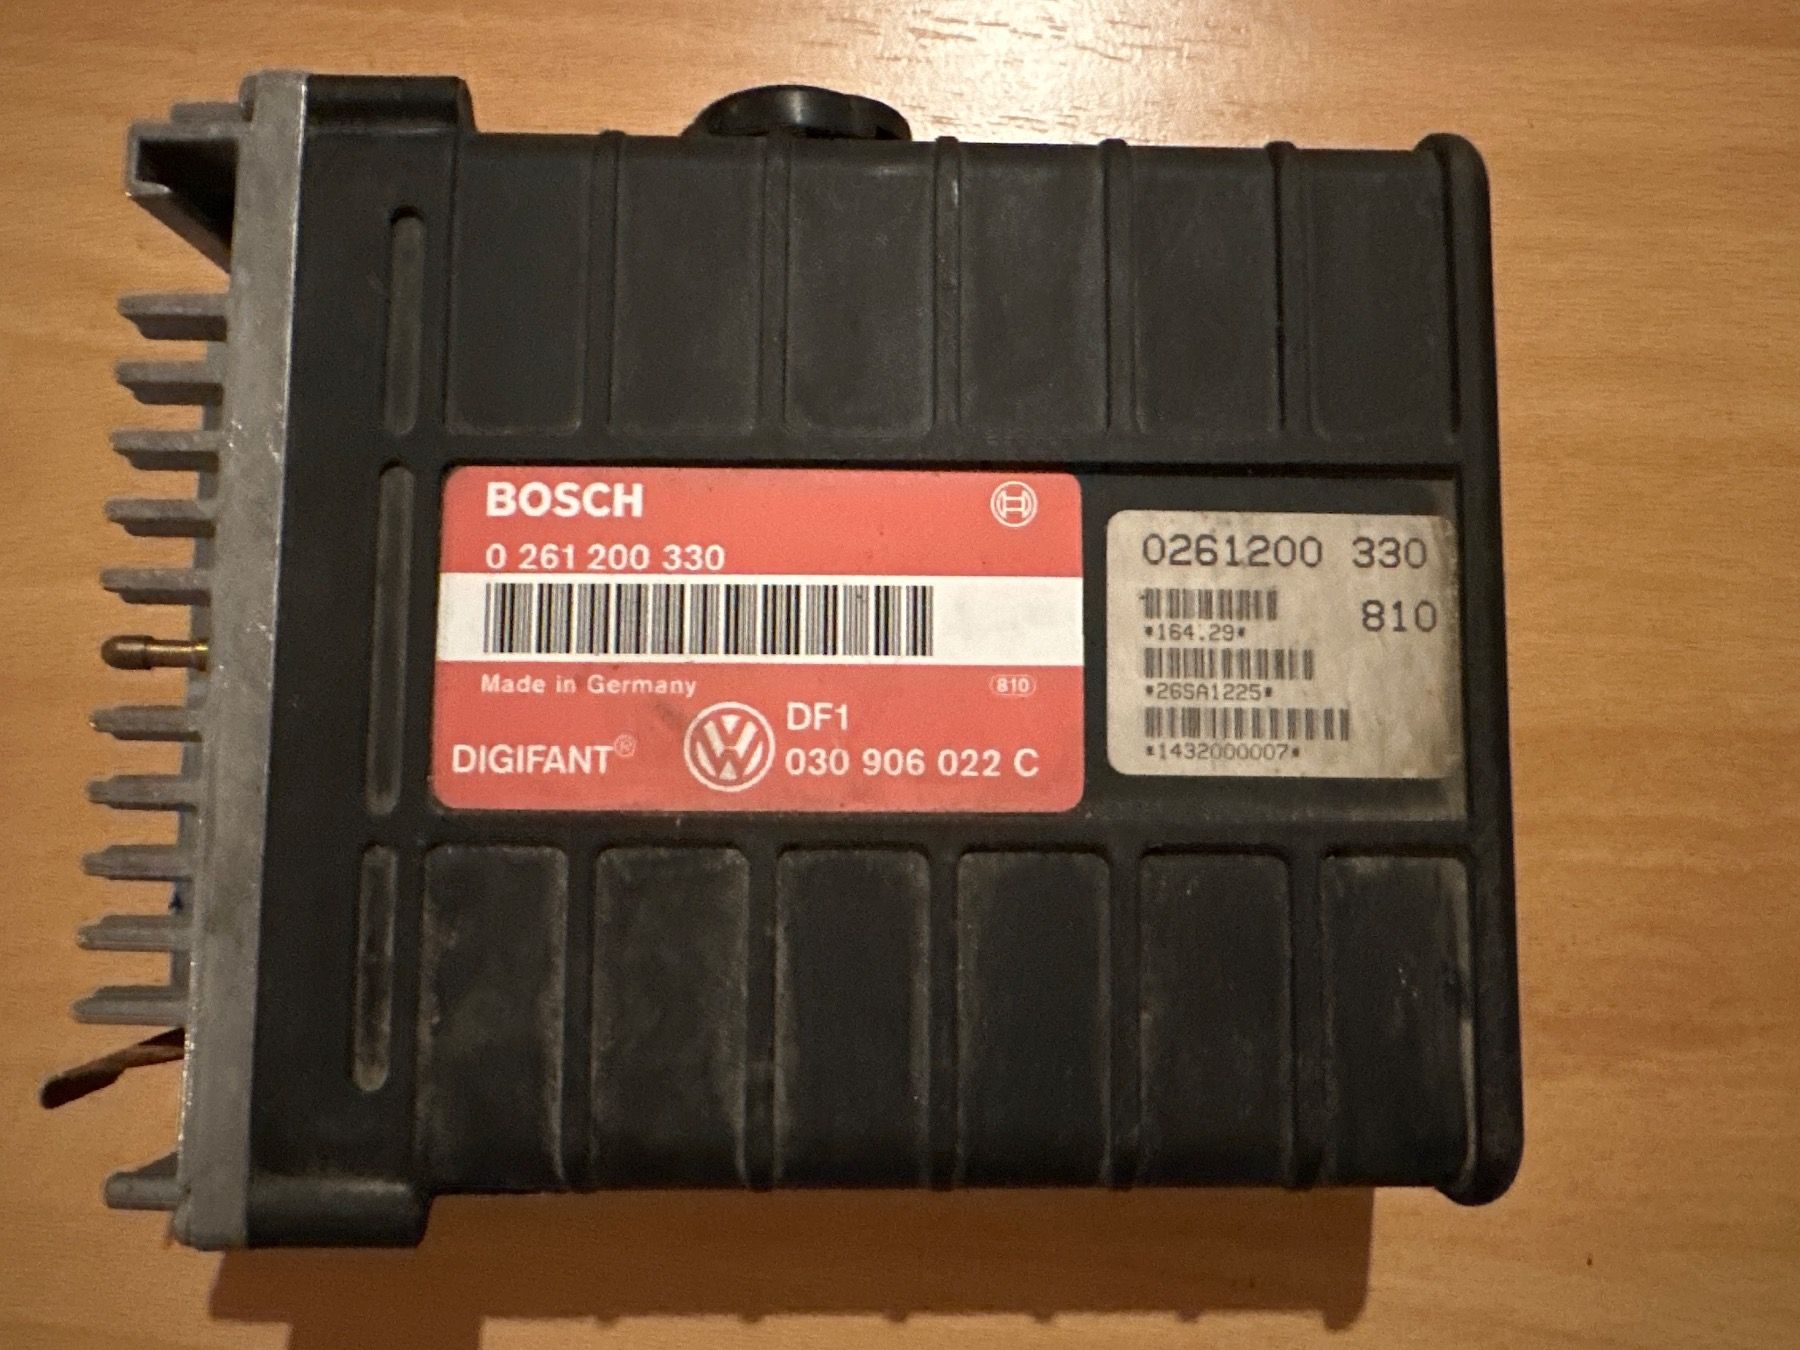 BOSCH
0 261 200 330
Made in Germany
810
DIGIFANT®
DF1
030 906 022 C
0261200 330
810
*164.29*
*26SA1225*
*1432000007*